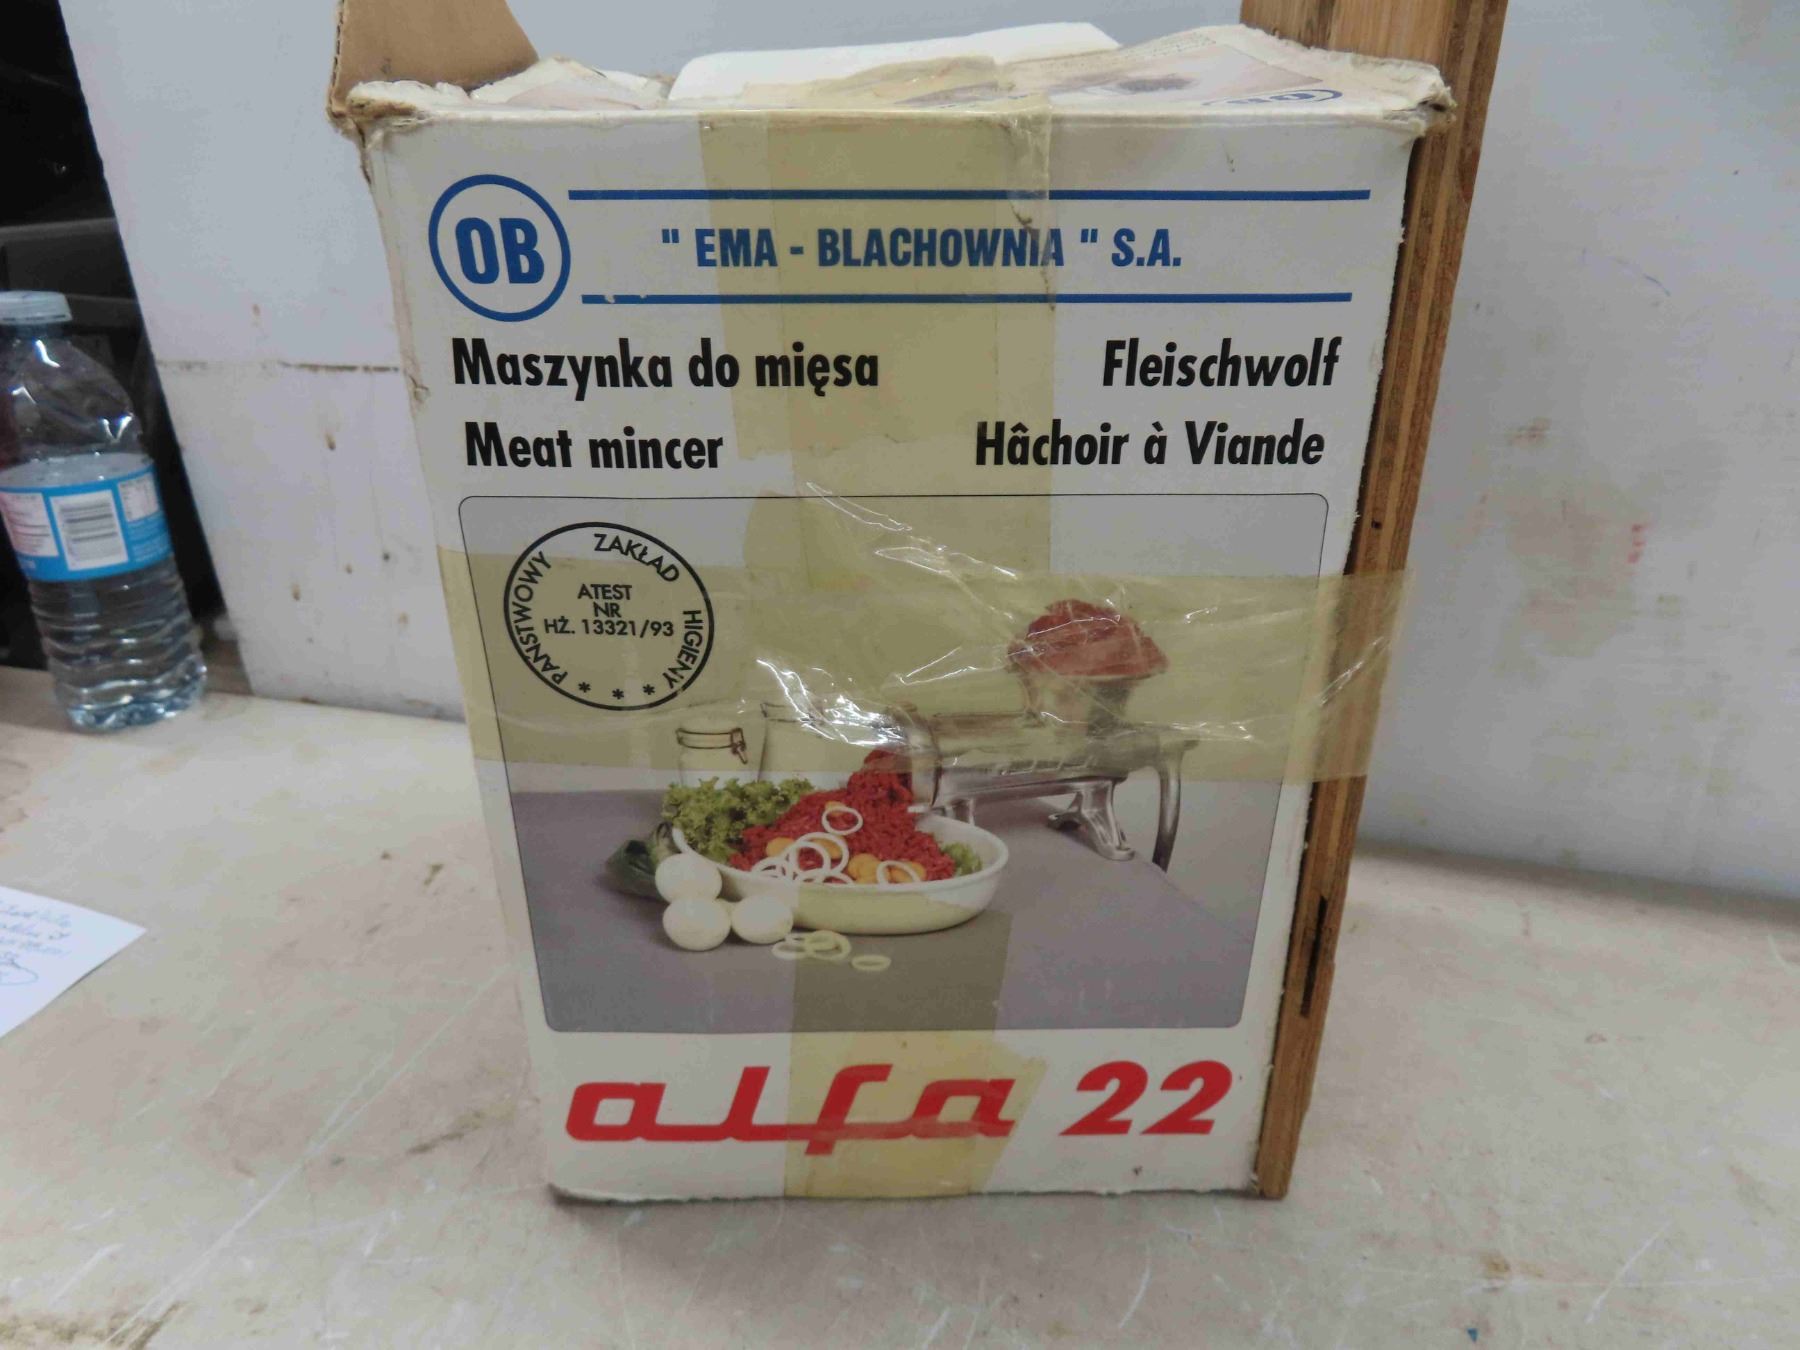 OB
" EMA - BLACHOWNIA " S.A.
Maszynka do mięsa
Fleischwolf
Meat mincer
Hâchoir à Viande
PAŃSTWOWY ZAKŁAD HIGIENY
ATEST
NR
HŻ. 13321/93
* * *
alfa 22